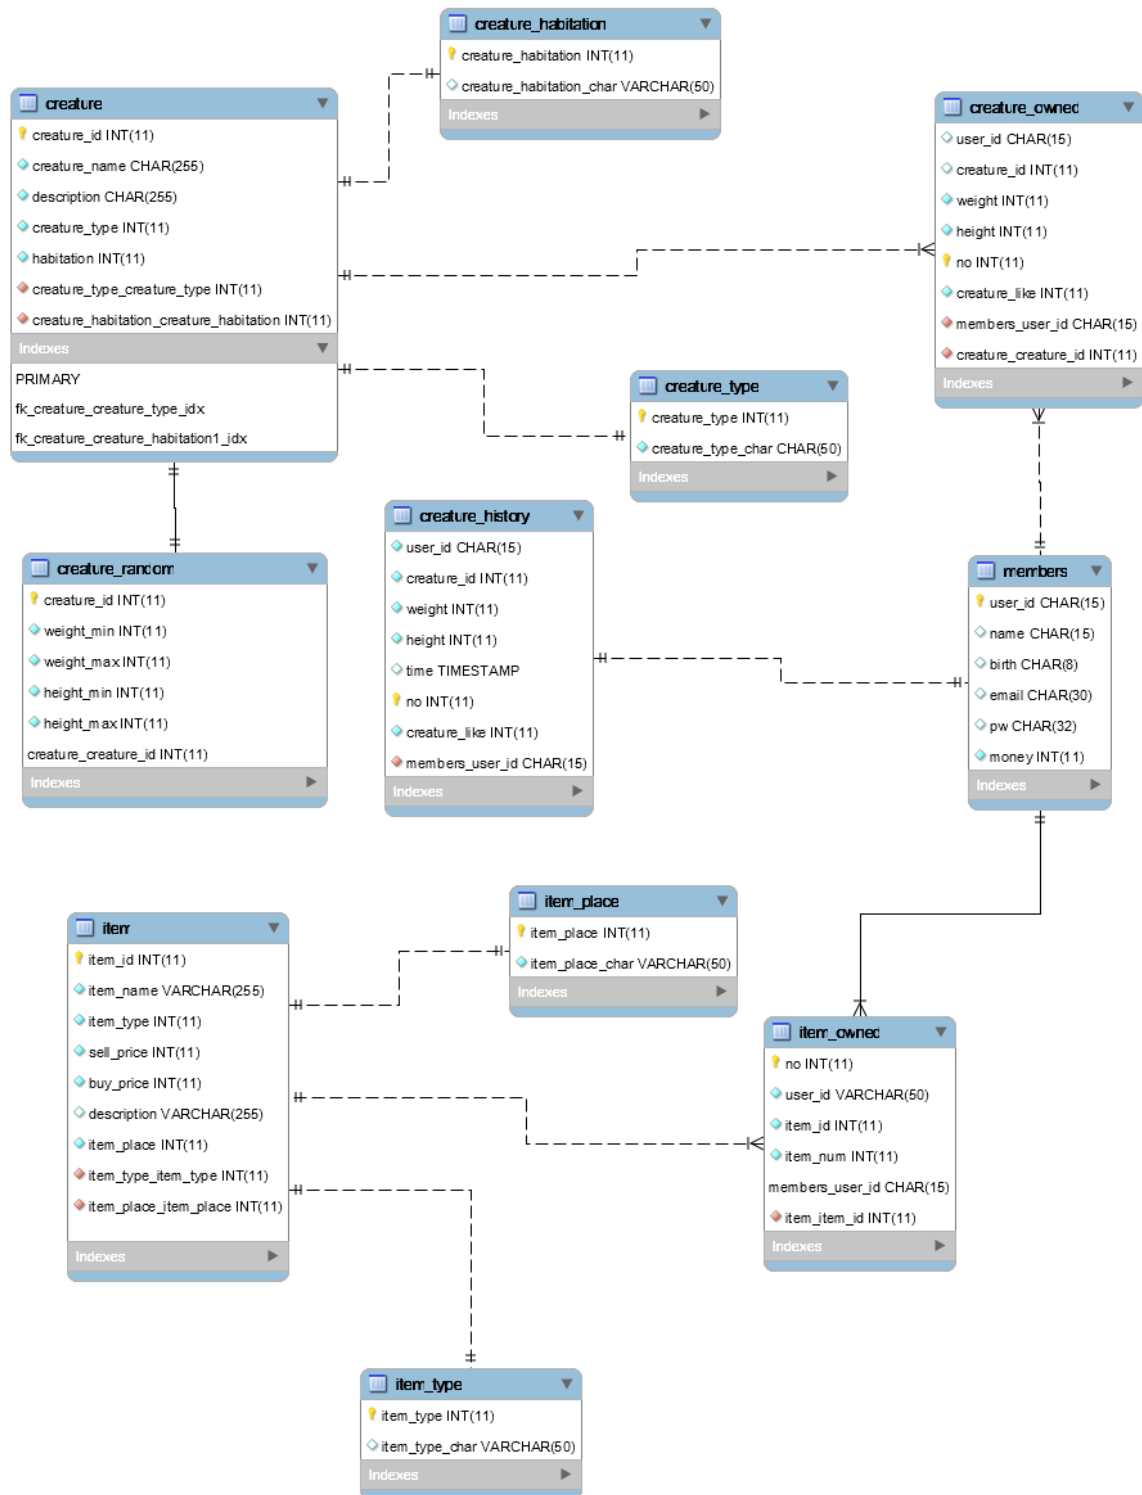 creature_habitation
creature_habitation INT(11)
creature_habitation_char VARCHAR(50)
Indexes
creature
creature_id INT(11)
creature_name CHAR(255)
description CHAR(255)
creature_type INT(11)
habitation INT(11)
creature_type_creature_type INT(11)
creature_habitation_creature_habitation INT(11)
Indexes
PRIMARY
fk_creature_creature_type_idx
fk_creature_creature_habitation1_idx
creature_owned
user_id CHAR(15)
creature_id INT(11)
weight INT(11)
height INT(11)
no INT(11)
creature_like INT(11)
members_user_id CHAR(15)
creature_creature_id INT(11)
Indexes
creature_type
creature_type INT(11)
creature_type_char CHAR(50)
Indexes
creature_history
user_id CHAR(15)
creature_id INT(11)
weight INT(11)
height INT(11)
time TIMESTAMP
no INT(11)
creature_like INT(11)
members_user_id CHAR(15)
Indexes
creature_random
creature_id INT(11)
weight_min INT(11)
weight_max INT(11)
height_min INT(11)
height_max INT(11)
creature_creature_id INT(11)
Indexes
members
user_id CHAR(15)
name CHAR(15)
birth CHAR(8)
email CHAR(30)
pw CHAR(32)
money INT(11)
Indexes
item_place
item_place INT(11)
item_place_char VARCHAR(50)
Indexes
item
item_id INT(11)
item_name VARCHAR(255)
item_type INT(11)
sell_price INT(11)
buy_price INT(11)
description VARCHAR(255)
item_place INT(11)
item_type_item_type INT(11)
item_place_item_place INT(11)
Indexes
item_owned
no INT(11)
user_id VARCHAR(50)
item_id INT(11)
item_num INT(11)
members_user_id CHAR(15)
item_item_id INT(11)
Indexes
item_type
item_type INT(11)
item_type_char VARCHAR(50)
Indexes